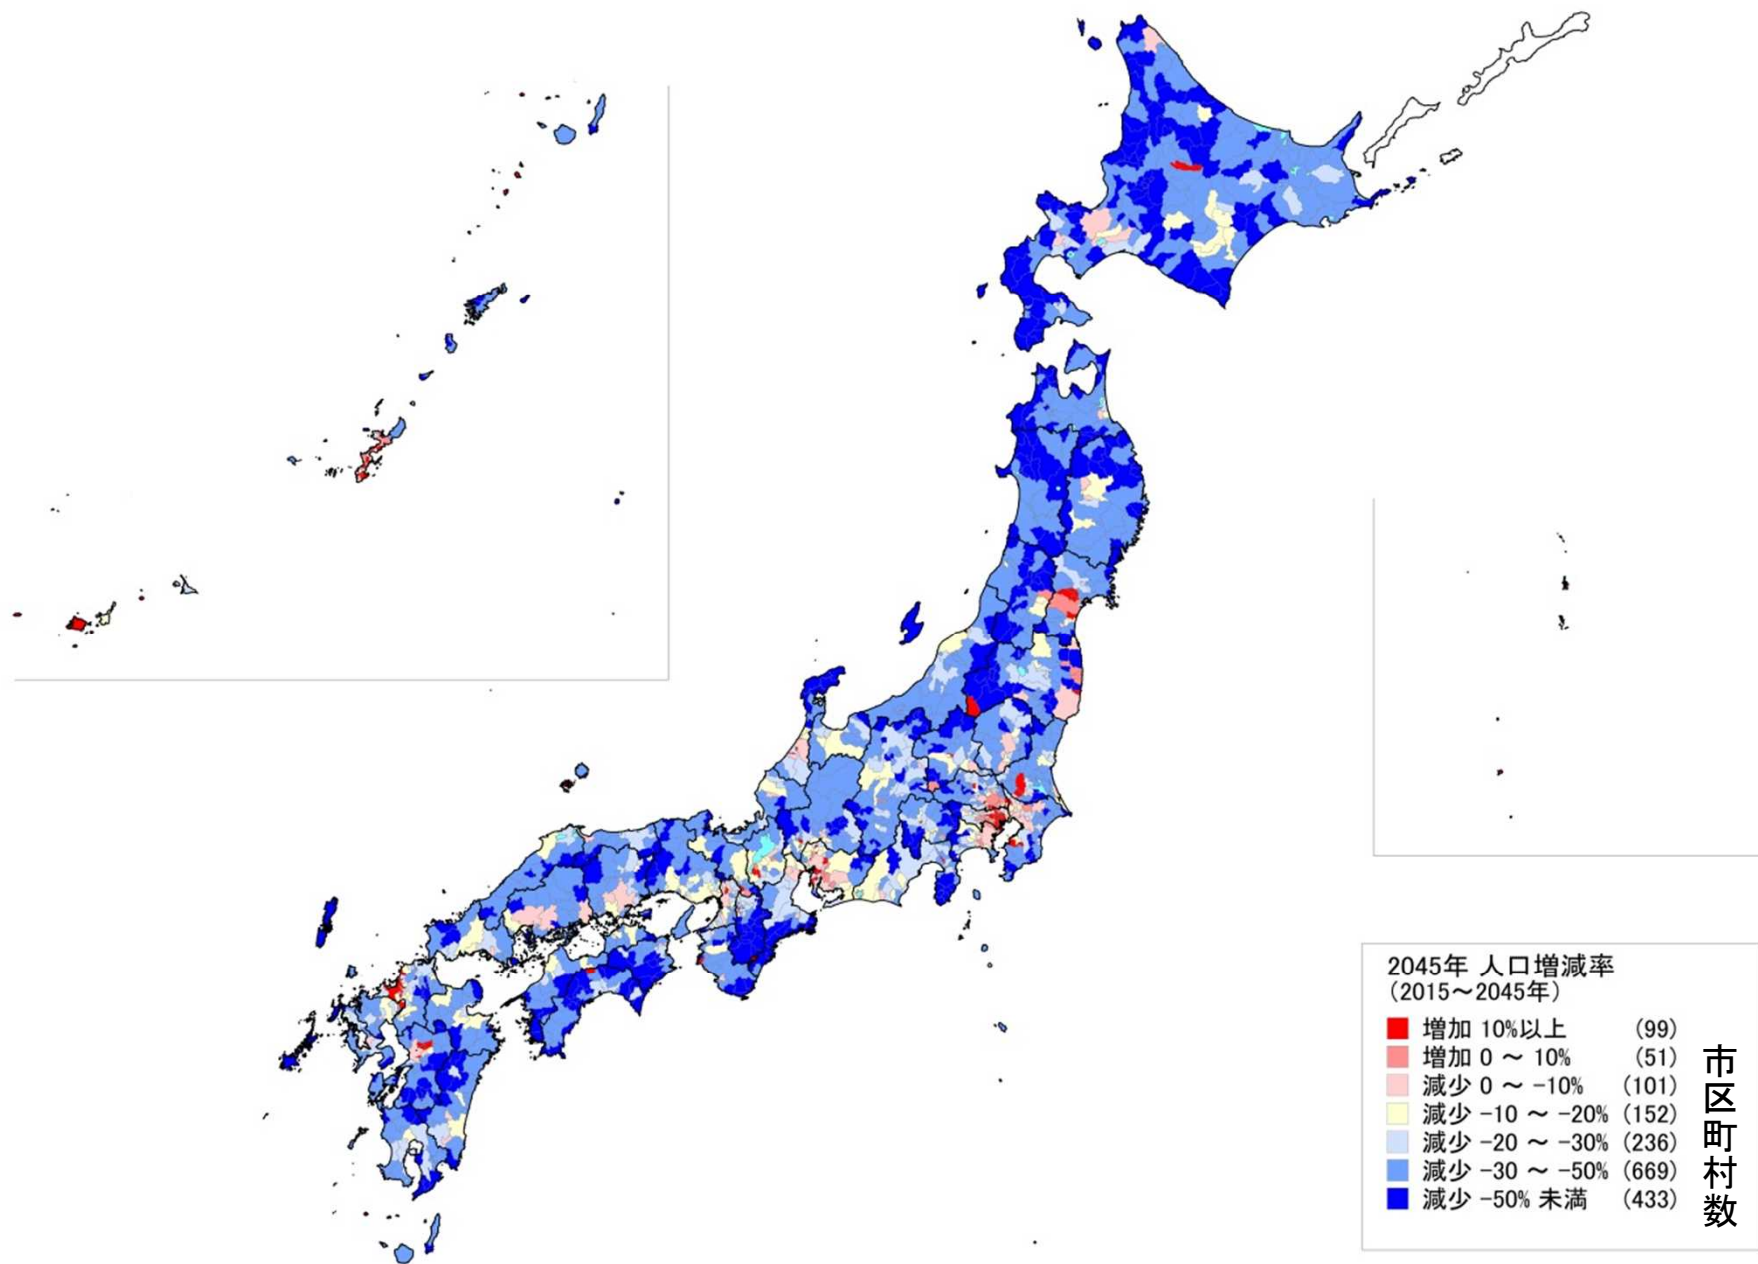 2045年 人口増減率
(2015～2045年)
増加 10%以上 (99)
増加 0 ～ 10% (51)
減少 0 ～ -10% (101)
減少 -10 ～ -20% (152)
減少 -20 ～ -30% (236)
減少 -30 ～ -50% (669)
減少 -50% 未満 (433)
市区町村数